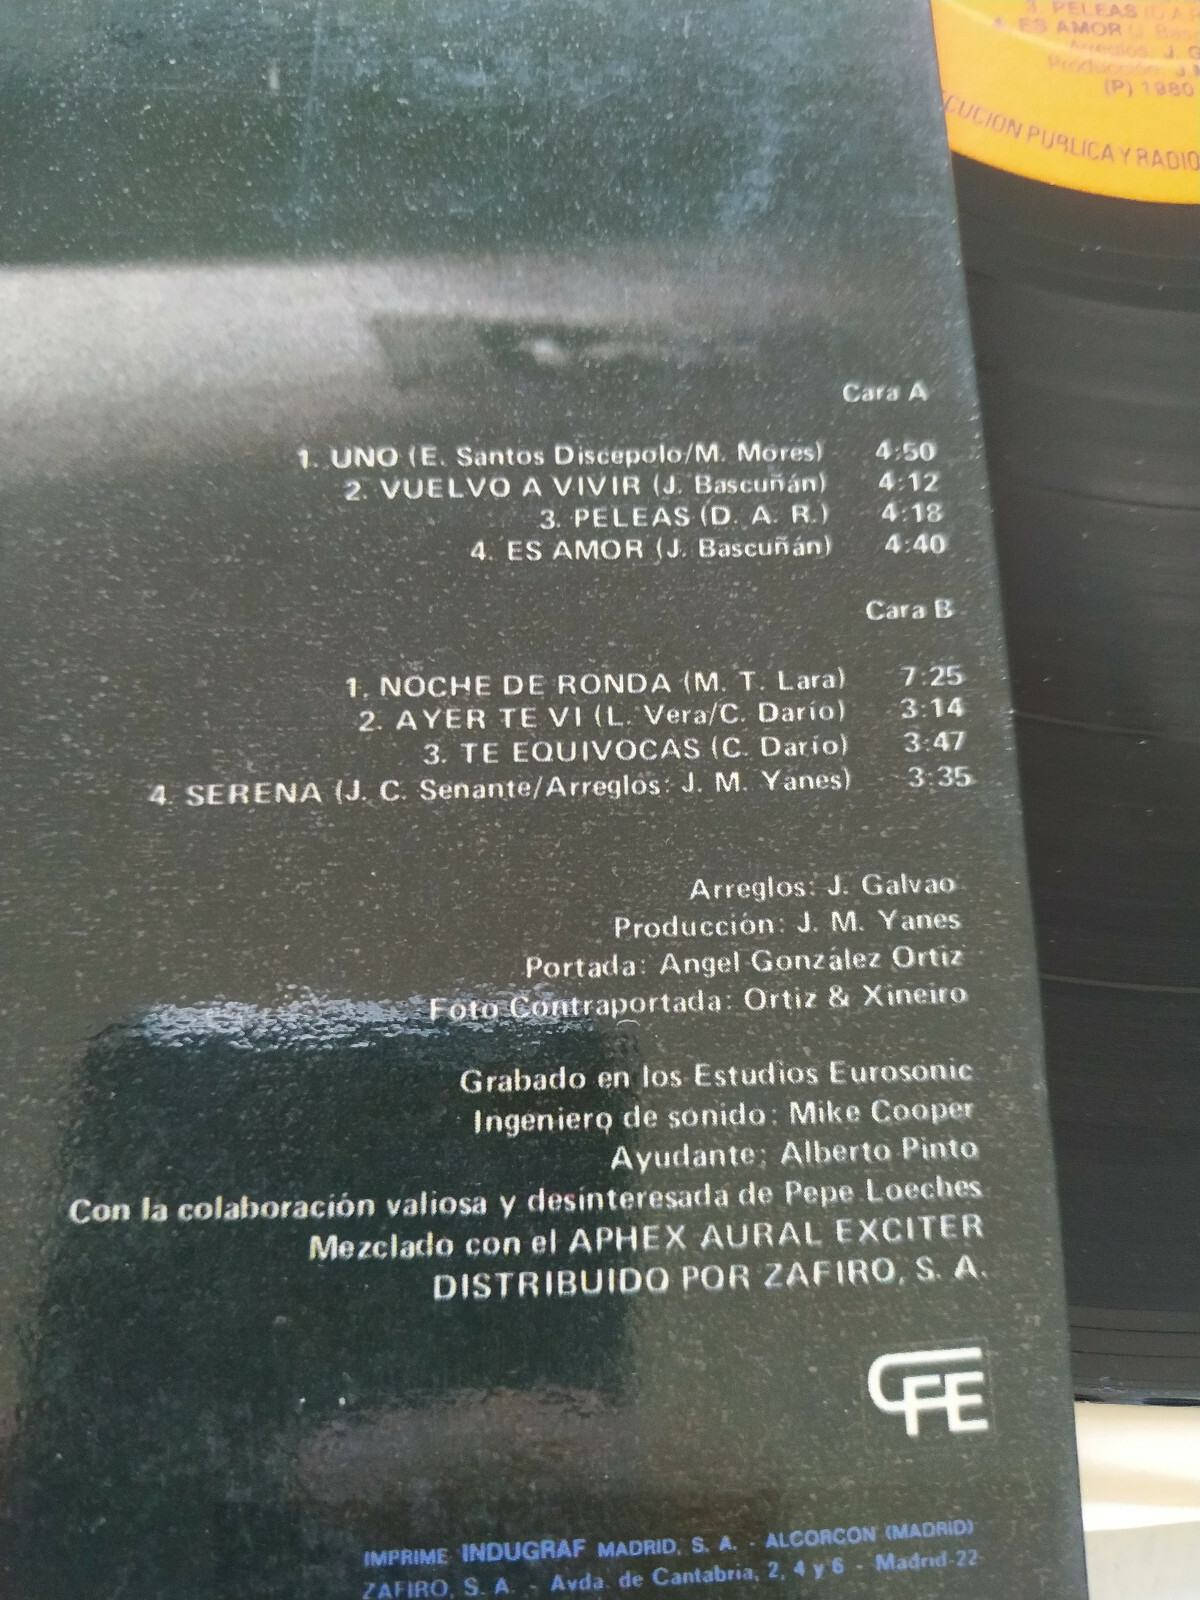 3. PELEAS (D.A.R
4. ES AMOR (J. Basc
Arreglos: J. G
Producción: J.M
(P) 1980
CUCION PUBLICA Y RADIO
Cara A
1. UNO (E. Santos Discepolo/M. Mores) 4:50
2. VUELVO A VIVIR (J. Bascuñán) 4:12
3. PELEAS (D. A. R.) 4:18
4. ES AMOR (J. Bascuñán) 4:40
Cara B
1. NOCHE DE RONDA (M. T. Lara) 7:25
2. AYER TE VI (L. Vera/C. Darío) 3:14
3. TE EQUIVOCAS (C. Darío) 3:47
4. SERENA (J. C. Senante/Arreglos: J. M. Yanes) 3:35
Arreglos: J. Galvao
Producción: J. M. Yanes
Portada: Angel González Ortiz
Foto Contraportada: Ortiz & Xineiro
Grabado en los Estudios Eurosonic
Ingeniero de sonido: Mike Cooper
Ayudante: Alberto Pinto
Con la colaboración valiosa y desinteresada de Pepe Loeches
Mezclado con el APHEX AURAL EXCITER
DISTRIBUIDO POR ZAFIRO, S. A.
CFE
IMPRIME INDUGRAF MADRID, S. A. - ALCORCON (MADRID)
ZAFIRO, S. A. - Avda. de Cantabria, 2, 4 y 6 - Madrid-22